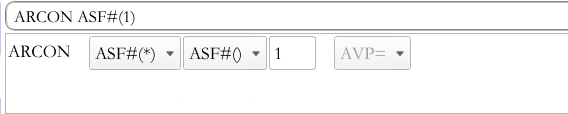 ARCON ASF#(1)
ARCON ASF#(*) ASF#() 1 AVP=